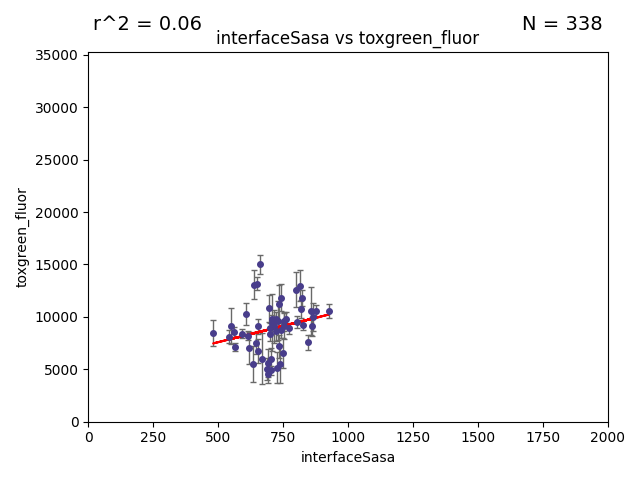 r^2 = 0.06
N = 338
interfaceSasa vs toxgreen_fluor
35000
30000
25000
20000
15000
10000
5000
0
toxgreen_fluor
0 250 500 750 1000 1250 1500 1750 2000
interfaceSasa